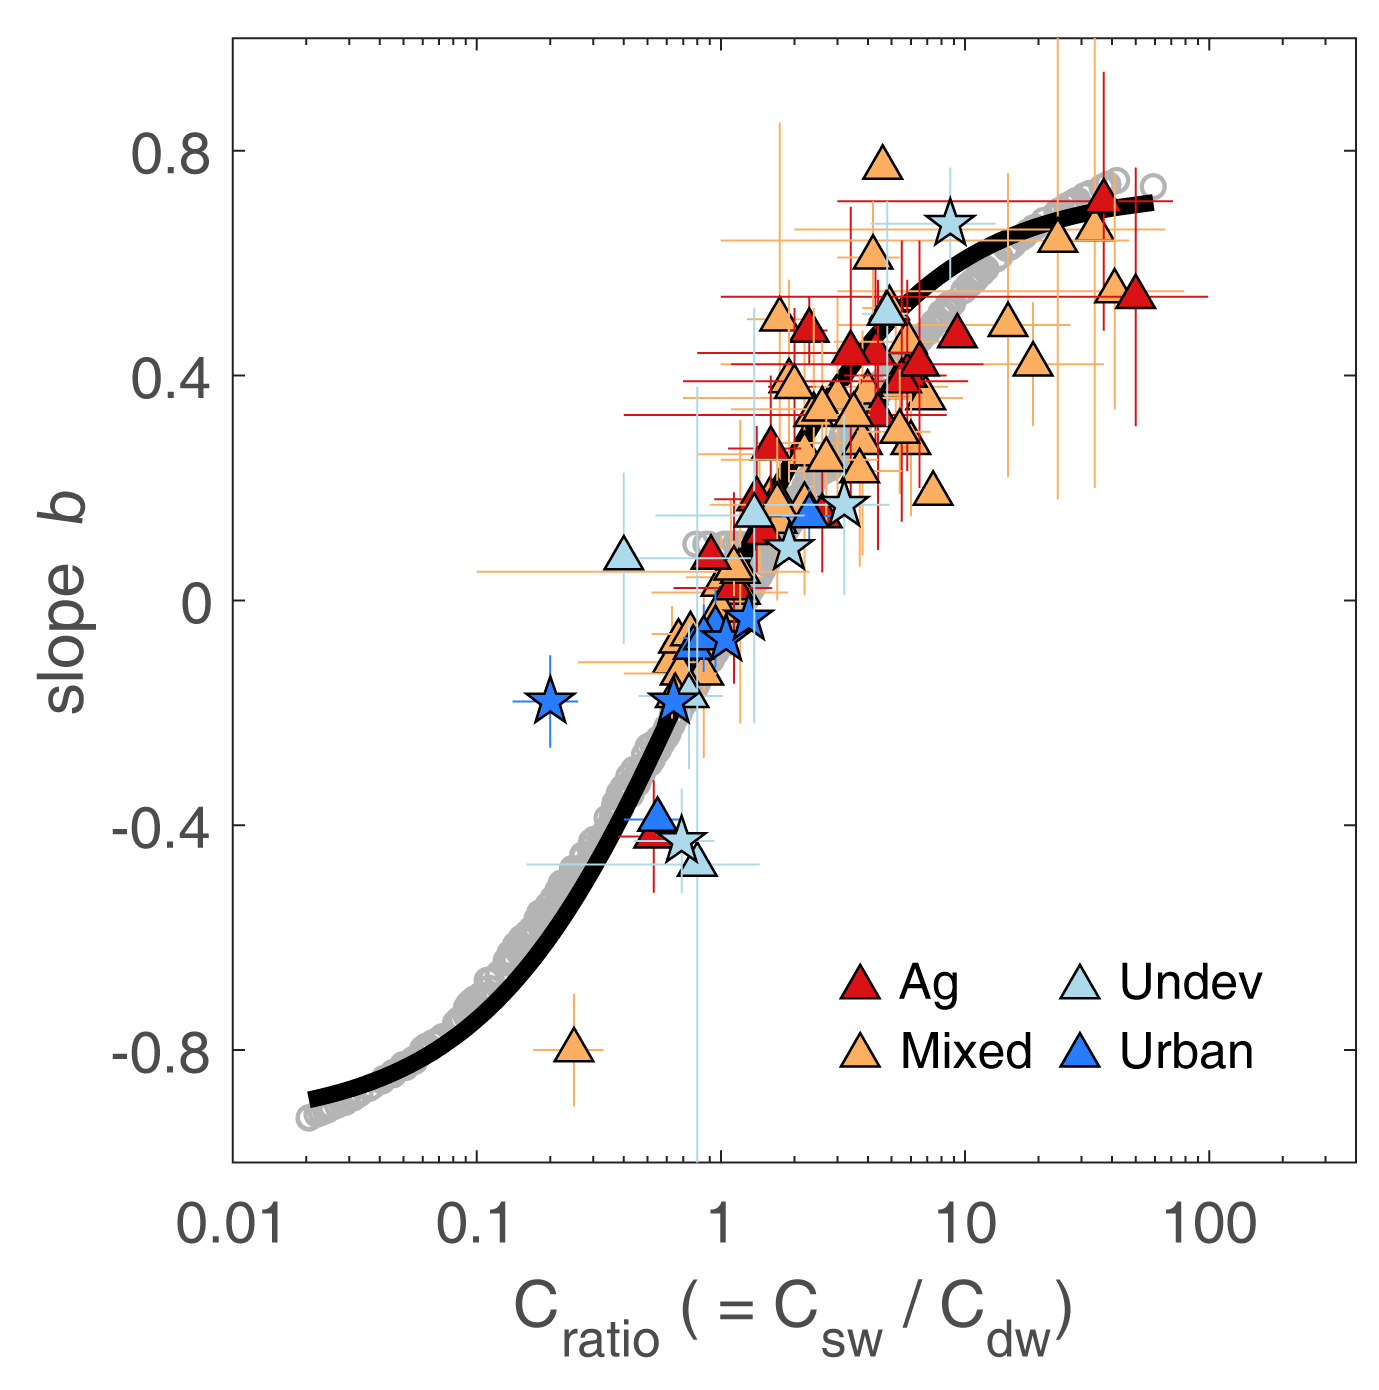 0.8
0.4
0
-0.4
-0.8
slope b
0.01 0.1 1 10 100
C_ratio ( = C_sw / C_dw)
Ag Undev
Mixed Urban